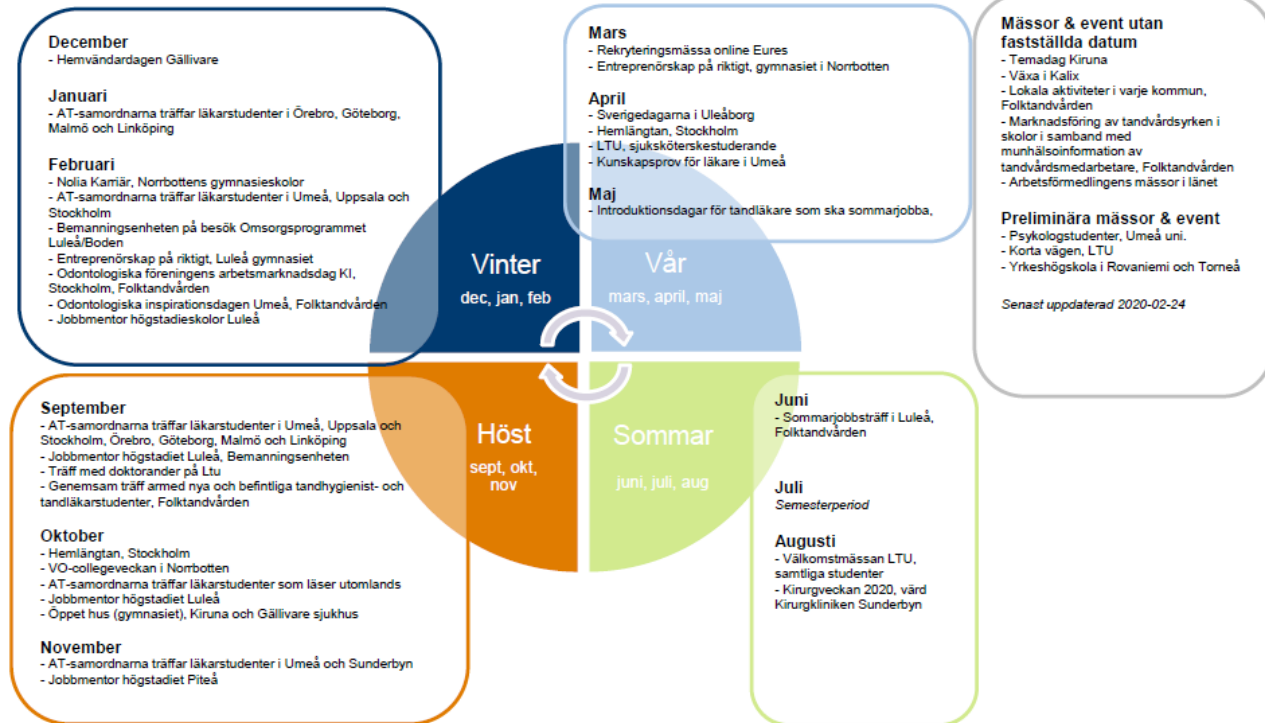 December
- Hemvändardagen Gällivare
Januari
- AT-samordnarna träffar läkarstudenter i Örebro, Göteborg,
Malmö och Linköping
Februari
- Nolia Karriär, Norrbottens gymnasieskolor
- AT-samordnarna träffar läkarstudenter i Umeå, Uppsala och
Stockholm
- Bemanningsenheten på besök Omsorgsprogrammet
Luleå/Boden
- Entreprenörskap på riktigt, Luleå gymnasiet
- Odontologiska föreningens arbetsmarknadsdag KI,
Stockholm, Folktandvården
- Odontologiska inspirationsdagen Umeå, Folktandvården
- Jobbmentor högstadieskolor Luleå
Vinter
dec, jan, feb
Mars
- Rekryteringsmässa online Eures
- Entreprenörskap på riktigt, gymnasiet i Norrbotten
April
- Sverigedagarna i Uleåborg
- Hemlängtan, Stockholm
- LTU, sjuksköterskestuderande
- Kunskapsprov för läkare i Umeå
Maj
- Introduktionsdagar för tandläkare som ska sommarjobba,
Vår
mars, april, maj
Mässor & event utan
fastställda datum
- Temadag Kiruna
- Växa i Kalix
- Lokala aktiviteter i varje kommun,
Folktandvården
- Marknadsföring av tandvårdsyrken i
skolor i samband med
munhälsoinformation av
tandvårdsmedarbetare, Folktandvården
- Arbetsförmedlingens mässor i länet
Preliminära mässor & event
- Psykologstudenter, Umeå uni.
- Korta vägen, LTU
- Yrkeshögskola i Rovaniemi och Torneå
Senast uppdaterad 2020-02-24
September
- AT-samordnarna träffar läkarstudenter i Umeå, Uppsala och
Stockholm, Örebro, Göteborg, Malmö och Linköping
- Jobbmentor högstadiet Luleå, Bemanningsenheten
- Träff med doktorander på Ltu
- Genemsam träff armed nya och befintliga tandhygienist- och
tandläkarstudenter, Folktandvården
Oktober
- Hemlängtan, Stockholm
- VO-collegeveckan i Norrbotten
- AT-samordnarna träffar läkarstudenter som läser utomlands
- Jobbmentor högstadiet Luleå
- Öppet hus (gymnasiet), Kiruna och Gällivare sjukhus
November
- AT-samordnarna träffar läkarstudenter i Umeå och Sunderbyn
- Jobbmentor högstadiet Piteå
Höst
sept, okt,
nov
Sommar
juni, juli, aug
Juni
- Sommarjobbsträff i Luleå,
Folktandvården
Juli
Semesterperiod
Augusti
- Välkomstmässan LTU,
samtliga studenter
- Kirurgveckan 2020, värd
Kirurgkliniken Sunderbyn